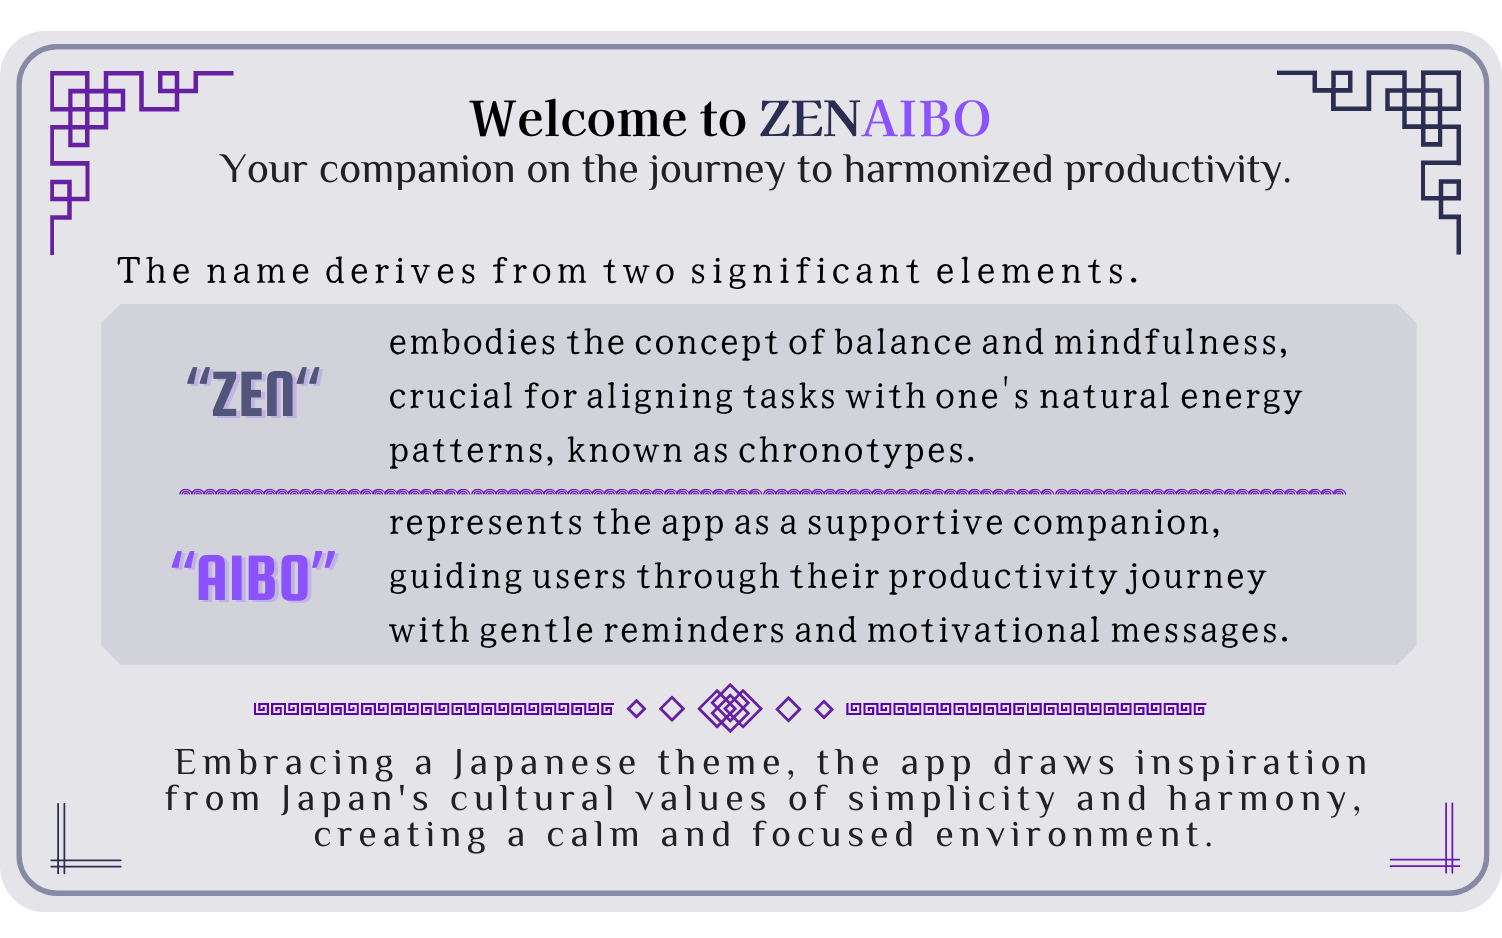 Welcome to ZENAIBO
Your companion on the journey to harmonized productivity.
The name derives from two significant elements.
“ZEN“
embodies the concept of balance and mindfulness,
crucial for aligning tasks with one's natural energy
patterns, known as chronotypes.
“AIBO”
represents the app as a supportive companion,
guiding users through their productivity journey
with gentle reminders and motivational messages.
Embracing a Japanese theme, the app draws inspiration
from Japan's cultural values of simplicity and harmony,
creating a calm and focused environment.